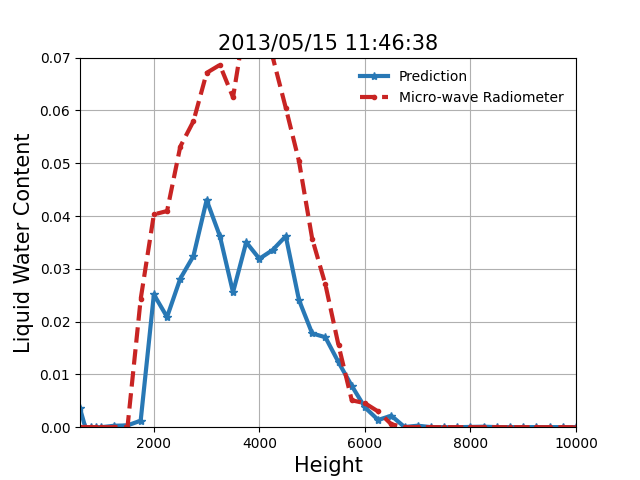 2013/05/15 11:46:38
Prediction
Micro-wave Radiometer
Liquid Water Content
0.07
0.06
0.05
0.04
0.03
0.02
0.01
0.00
2000 4000 6000 8000 10000
Height